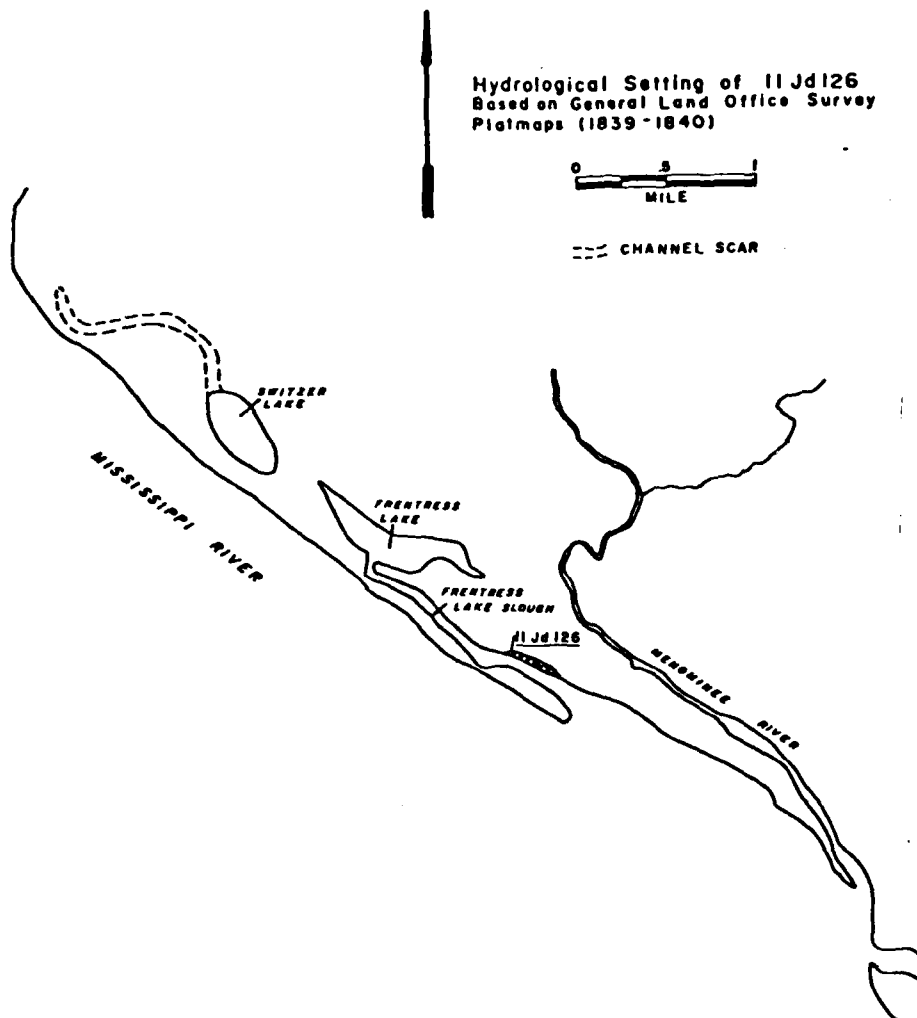 Hydrological Setting of 11 Jd 126
Based on General Land Office Survey
Platmaps (1839-1840)
0 .5 1
MILE
CHANNEL SCAR
SWITZER
LAKE
MISSISSIPPI RIVER
FRENTRESS
LAKE
FRENTRESS
LAKE SLOUGH
11 Jd 126
MENOMINEE
RIVER